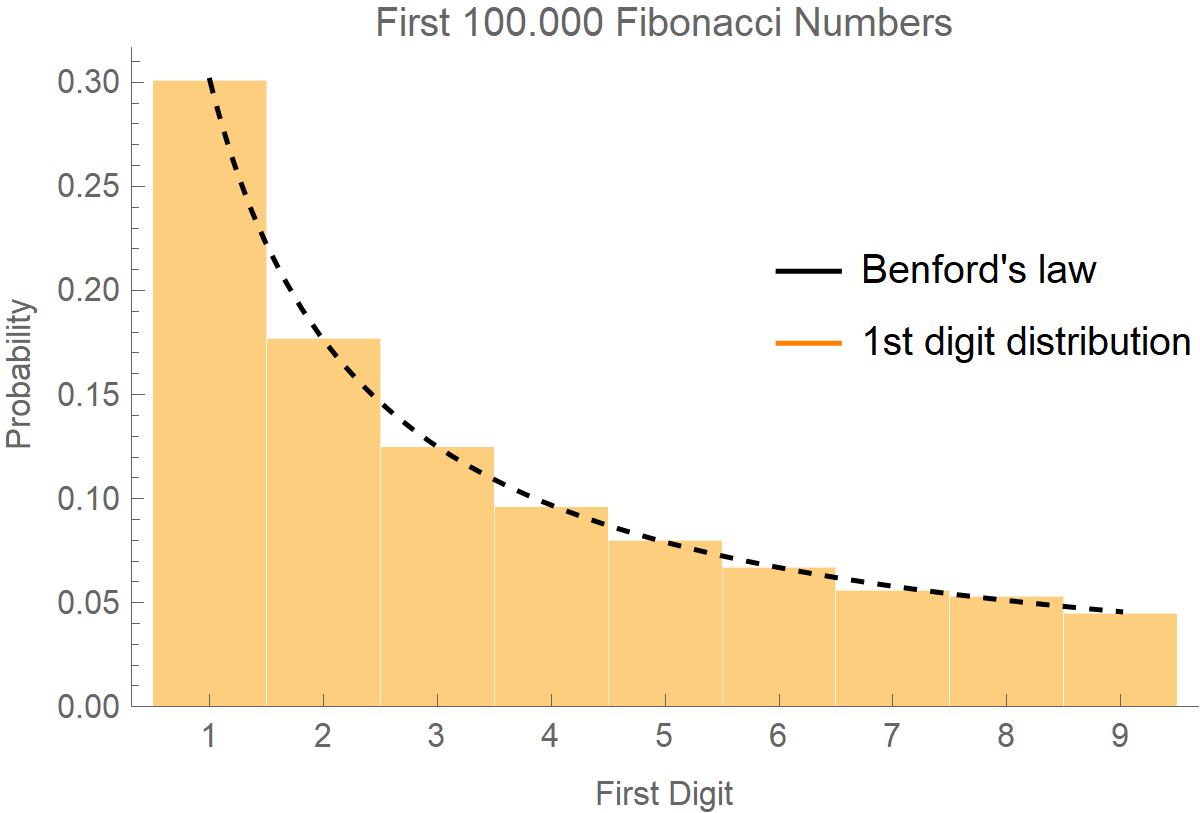 First 100.000 Fibonacci Numbers
0.30
0.25
0.20
0.15
0.10
0.05
0.00
Probability
Benford's law
1st digit distribution
1 2 3 4 5 6 7 8 9
First Digit